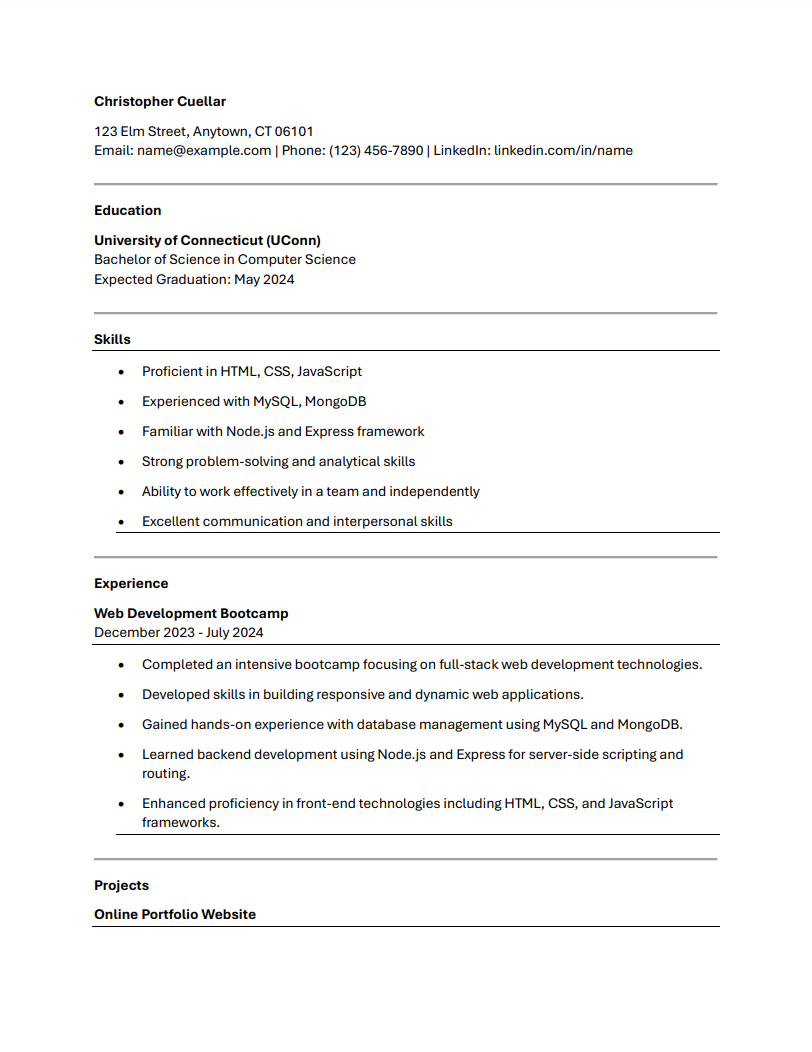 Christopher Cuellar
123 Elm Street, Anytown, CT 06101
Email: name@example.com | Phone: (123) 456-7890 | LinkedIn: linkedin.com/in/name
Education
University of Connecticut (UConn)
Bachelor of Science in Computer Science
Expected Graduation: May 2024
Skills
• Proficient in HTML, CSS, JavaScript
• Experienced with MySQL, MongoDB
• Familiar with Node.js and Express framework
• Strong problem-solving and analytical skills
• Ability to work effectively in a team and independently
• Excellent communication and interpersonal skills
Experience
Web Development Bootcamp
December 2023 - July 2024
• Completed an intensive bootcamp focusing on full-stack web development technologies.
• Developed skills in building responsive and dynamic web applications.
• Gained hands-on experience with database management using MySQL and MongoDB.
• Learned backend development using Node.js and Express for server-side scripting and
routing.
• Enhanced proficiency in front-end technologies including HTML, CSS, and JavaScript
frameworks.
Projects
Online Portfolio Website